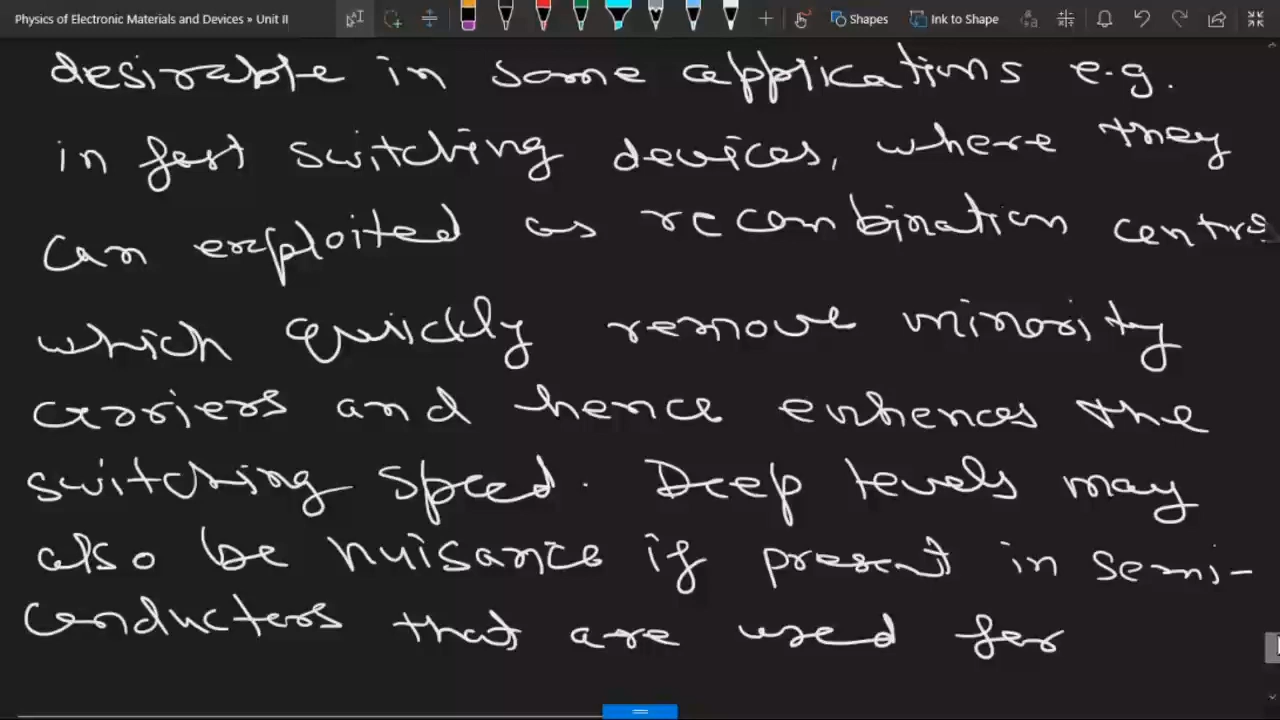 Physics of Electronic Materials and Devices » Unit II
Shapes
Ink to Shape
desirable in some applications e.g.
in fast switching devices, where they
can exploited as recombination centre
which quickly remove minority
carriers and hence enhences the
switching speed. Deep levels may
also be nuisance if present in semi-
conductors that are used for